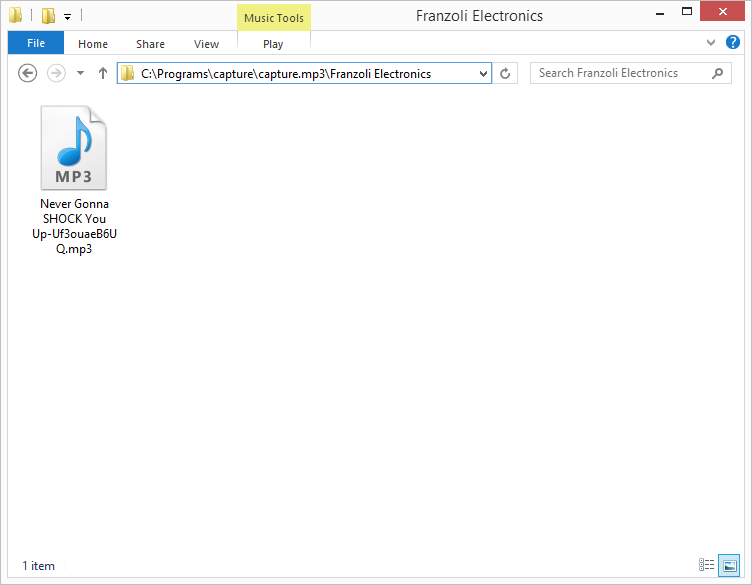 Music Tools
Franzoli Electronics
File
Home
Share
View
Play
C:\Programs\capture\capture.mp3\Franzoli Electronics
Search Franzoli Electronics
MP3
Never Gonna
SHOCK You
Up-Uf3ouaeB6U
Q.mp3
1 item